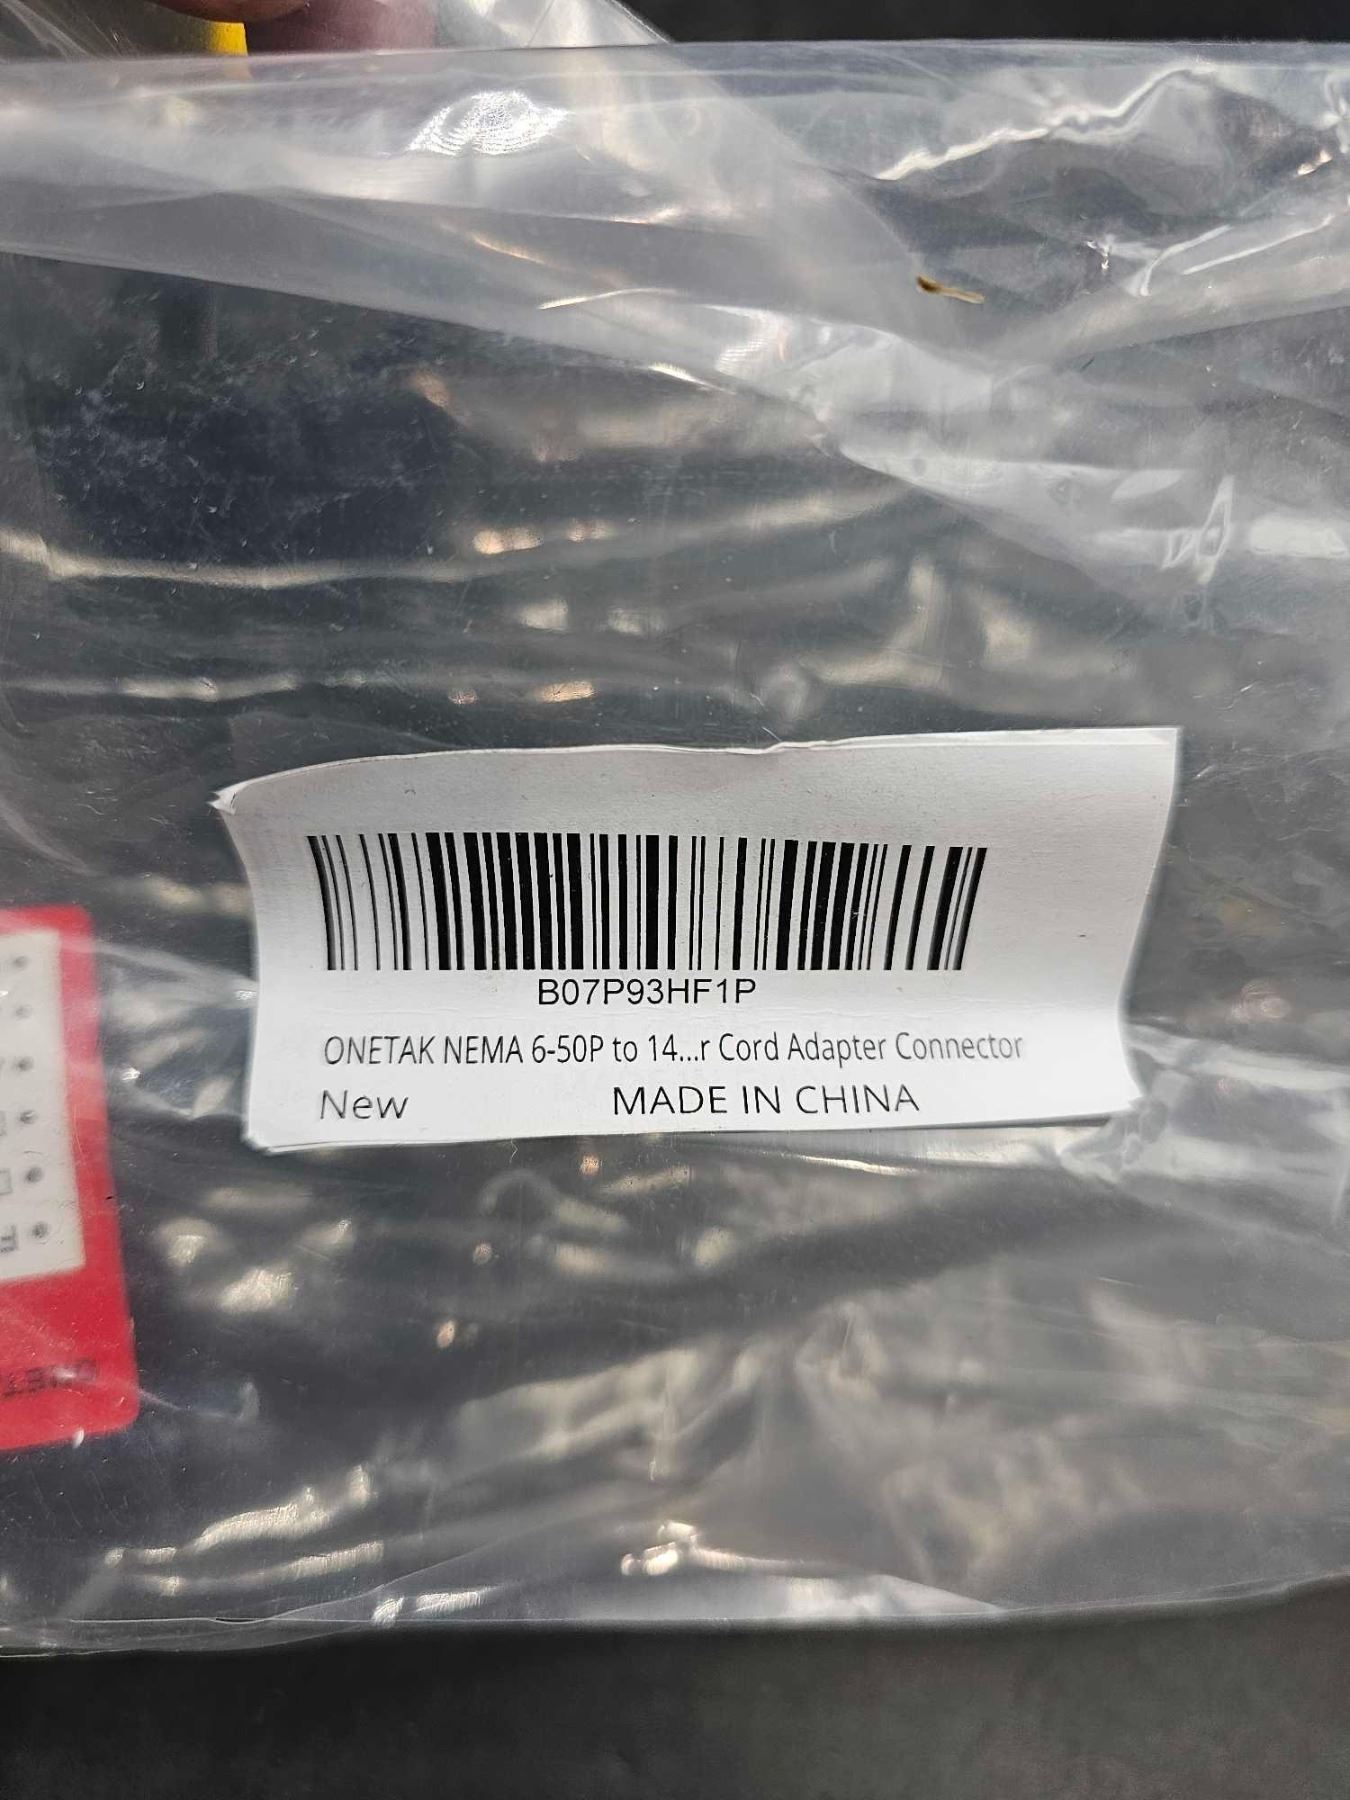 B07P93HF1P
ONETAK NEMA 6-50P to 14...r Cord Adapter Connector
New MADE IN CHINA